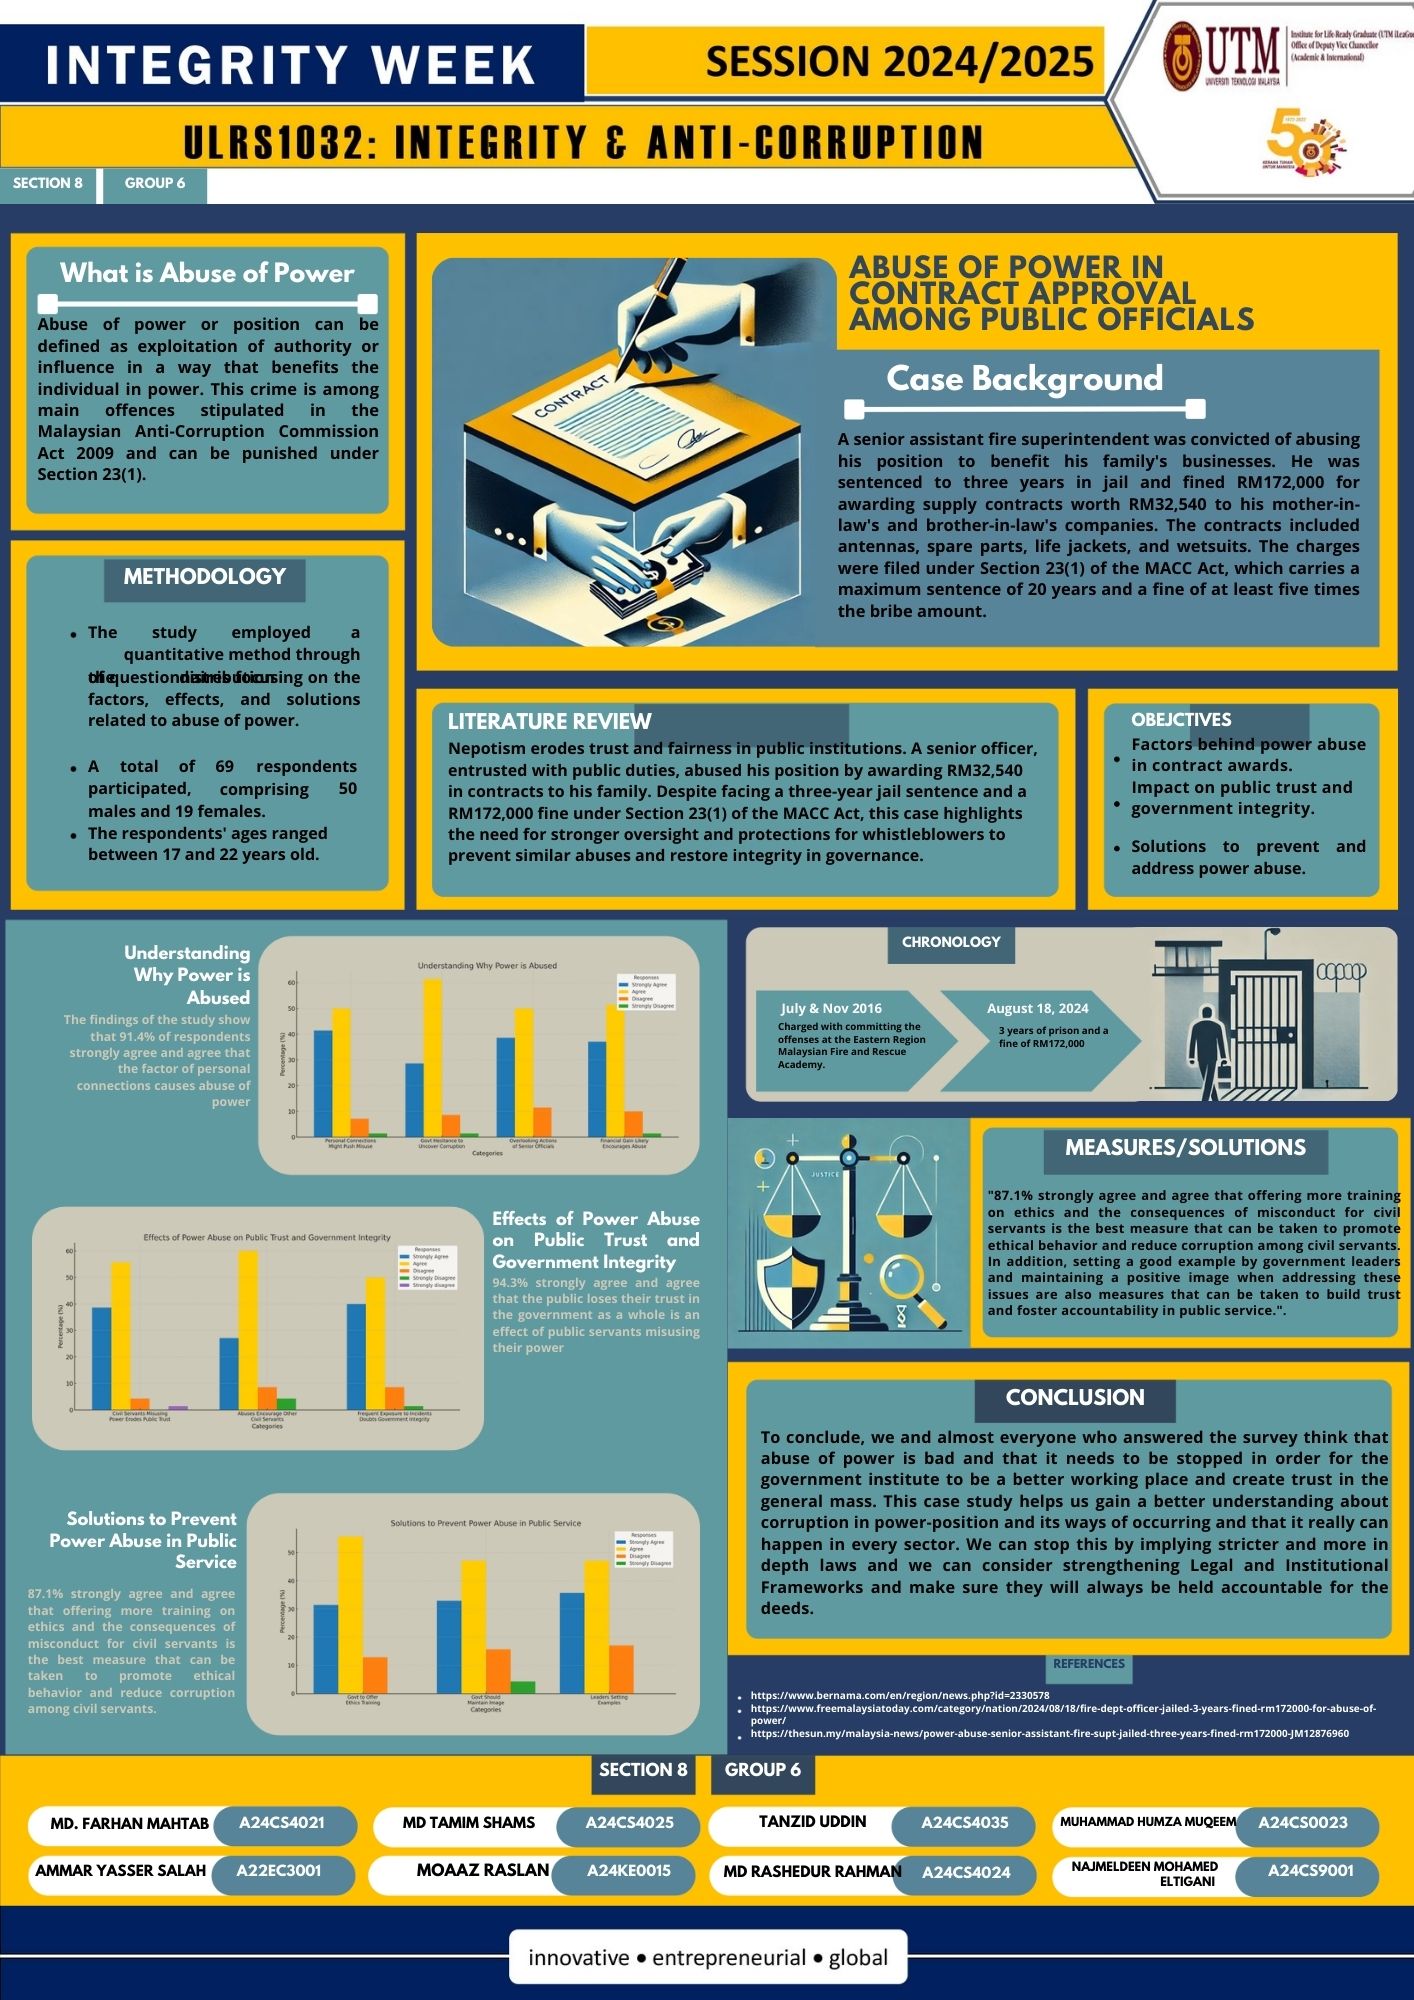 INTEGRITY WEEK
SESSION 2024/2025
UTM
UNIVERSITI TEKNOLOGI MALAYSIA
Institute for Life-Ready Graduate (UTM iLeaGue
Office of Deputy Vice Chancellor
(Academic & International)
ULRS1032: INTEGRITY & ANTI-CORRUPTION
50
KERANA TUHAN
UNTUK MANUSIA
SECTION 8
GROUP 6
What is Abuse of Power
Abuse of power or position can be
defined as exploitation of authority or
influence in a way that benefits the
individual in power. This crime is among
main offences stipulated in the
Malaysian Anti-Corruption Commission
Act 2009 and can be punished under
Section 23(1).
CONTRACT
ABUSE OF POWER IN
CONTRACT APPROVAL
AMONG PUBLIC OFFICIALS
Case Background
A senior assistant fire superintendent was convicted of abusing
his position to benefit his family's businesses. He was
sentenced to three years in jail and fined RM172,000 for
awarding supply contracts worth RM32,540 to his mother-in-
law's and brother-in-law's companies. The contracts included
antennas, spare parts, life jackets, and wetsuits. The charges
were filed under Section 23(1) of the MACC Act, which carries a
maximum sentence of 20 years and a fine of at least five times
the bribe amount.
METHODOLOGY
• The study employed a
quantitative method through
the distribution
of questionnaires focusing on the
factors, effects, and solutions
related to abuse of power.
• A total of 69 respondents
participated, comprising 50
males and 19 females.
• The respondents' ages ranged
between 17 and 22 years old.
LITERATURE REVIEW
Nepotism erodes trust and fairness in public institutions. A senior officer,
entrusted with public duties, abused his position by awarding RM32,540
in contracts to his family. Despite facing a three-year jail sentence and a
RM172,000 fine under Section 23(1) of the MACC Act, this case highlights
the need for stronger oversight and protections for whistleblowers to
prevent similar abuses and restore integrity in governance.
OBEJCTIVES
• Factors behind power abuse
in contract awards.
• Impact on public trust and
government integrity.
• Solutions to prevent and
address power abuse.
Understanding
Why Power is
Abused
The findings of the study show
that 91.4% of respondents
strongly agree and agree that
the factor of personal
connections causes abuse of
power
Understanding Why Power is Abused
Responses
Strongly Agree
Agree
Disagree
Strongly Disagree
Percentage (%)
60
50
40
30
20
10
0
Personal Connections
Might Push Misuse
Govt Hesitance to
Uncover Corruption
Overlooking Actions
of Senior Officials
Financial Gain Likely
Encourages Abuse
Categories
Effects of Power Abuse on Public Trust and Government Integrity
Responses
Strongly Agree
Agree
Disagree
Strongly Disagree
Strongly disagree
Percentage (%)
60
50
40
30
20
10
0
Civil Servants Misusing
Power Erodes Public Trust
Abuses Encourage Other
Civil Servants
Frequent Exposure to Incidents
Doubts Government Integrity
Categories
Effects of Power Abuse
on Public Trust and
Government Integrity
94.3% strongly agree and agree
that the public loses their trust in
the government as a whole is an
effect of public servants misusing
their power
Solutions to Prevent
Power Abuse in Public
Service
87.1% strongly agree and agree
that offering more training on
ethics and the consequences of
misconduct for civil servants is
the best measure that can be
taken to promote ethical
behavior and reduce corruption
among civil servants.
Solutions to Prevent Power Abuse in Public Service
Responses
Strongly Agree
Agree
Disagree
Strongly Disagree
Percentage (%)
50
40
30
20
10
0
Govt to Offer
Ethics Training
Govt Should
Maintain Image
Leaders Setting
Examples
Categories
CHRONOLOGY
July & Nov 2016
Charged with committing the
offenses at the Eastern Region
Malaysian Fire and Rescue
Academy.
August 18, 2024
3 years of prison and a
fine of RM172,000
JUSTICE
MEASURES/SOLUTIONS
"87.1% strongly agree and agree that offering more training
on ethics and the consequences of misconduct for civil
servants is the best measure that can be taken to promote
ethical behavior and reduce corruption among civil servants.
In addition, setting a good example by government leaders
and maintaining a positive image when addressing these
issues are also measures that can be taken to build trust
and foster accountability in public service.".
CONCLUSION
To conclude, we and almost everyone who answered the survey think that
abuse of power is bad and that it needs to be stopped in order for the
government institute to be a better working place and create trust in the
general mass. This case study helps us gain a better understanding about
corruption in power-position and its ways of occurring and that it really can
happen in every sector. We can stop this by implying stricter and more in
depth laws and we can consider strengthening Legal and Institutional
Frameworks and make sure they will always be held accountable for the
deeds.
REFERENCES
• https://www.bernama.com/en/region/news.php?id=2330578
• https://www.freemalaysiatoday.com/category/nation/2024/08/18/fire-dept-officer-jailed-3-years-fined-rm172000-for-abuse-of-
power/
• https://thesun.my/malaysia-news/power-abuse-senior-assistant-fire-supt-jailed-three-years-fined-rm172000-JM12876960
SECTION 8
GROUP 6
MD. FARHAN MAHTAB A24CS4021
MD TAMIM SHAMS A24CS4025
TANZID UDDIN A24CS4035
MUHAMMAD HUMZA MUQEEM A24CS0023
AMMAR YASSER SALAH A22EC3001
MOAAZ RASLAN A24KE0015
MD RASHEDUR RAHMAN A24CS4024
NAJMELDEEN MOHAMED
ELTIGANI A24CS9001
innovative • entrepreneurial • global